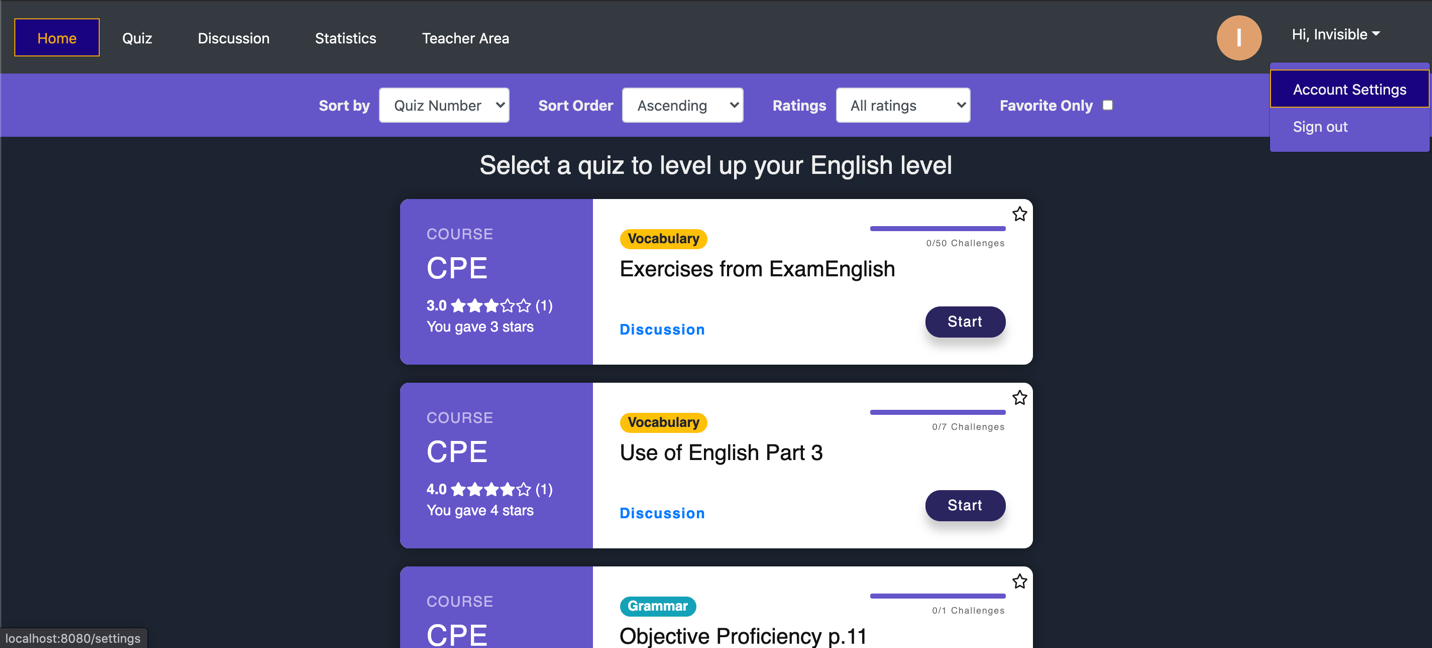 Home Quiz Discussion Statistics Teacher Area I Hi, Invisible
Account Settings
Sign out
Sort by Quiz Number Sort Order Ascending Ratings All ratings Favorite Only
Select a quiz to level up your English level
COURSE
CPE
3.0 (1)
You gave 3 stars
Vocabulary
0/50 Challenges
Exercises from ExamEnglish
Discussion
Start
COURSE
CPE
4.0 (1)
You gave 4 stars
Vocabulary
0/7 Challenges
Use of English Part 3
Discussion
Start
COURSE
CPE
Grammar
0/1 Challenges
Objective Proficiency p.11
localhost:8080/settings